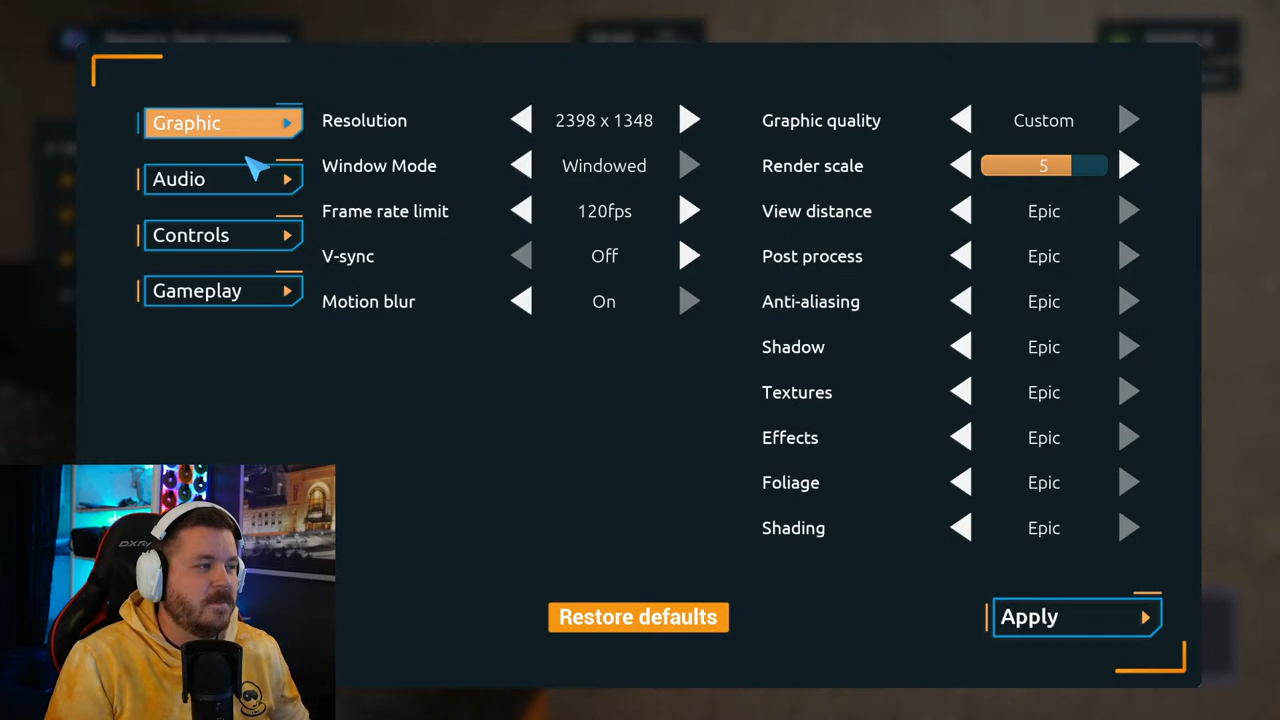 Graphic
Audio
Controls
Gameplay
Resolution 2398 x 1348
Window Mode Windowed
Frame rate limit 120fps
V-sync Off
Motion blur On
Graphic quality Custom
Render scale 5
View distance Epic
Post process Epic
Anti-aliasing Epic
Shadow Epic
Textures Epic
Effects Epic
Foliage Epic
Shading Epic
Restore defaults
Apply